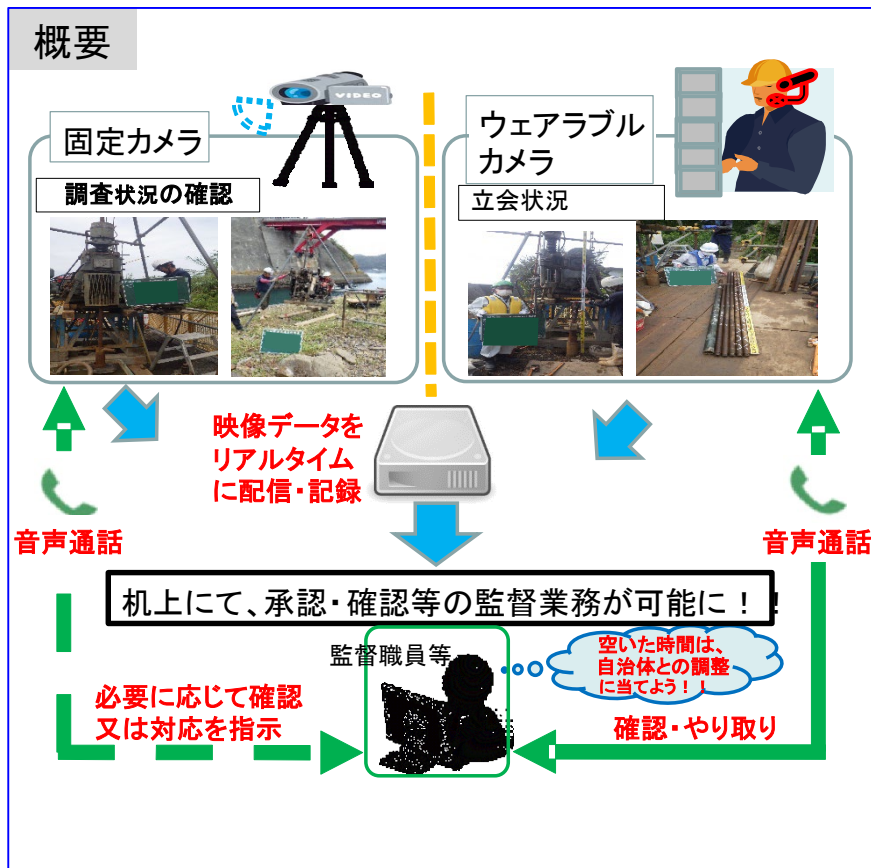 概要
VIDEO
固定カメラ
調査状況の確認
ウェアラブル
カメラ
立会状況
映像データを
リアルタイム
に配信・記録
音声通話
音声通話
机上にて、承認・確認等の監督業務が可能に！！
監督職員等
空いた時間は、
自治体との調整
に当てよう！！
必要に応じて確認
又は対応を指示
確認・やり取り